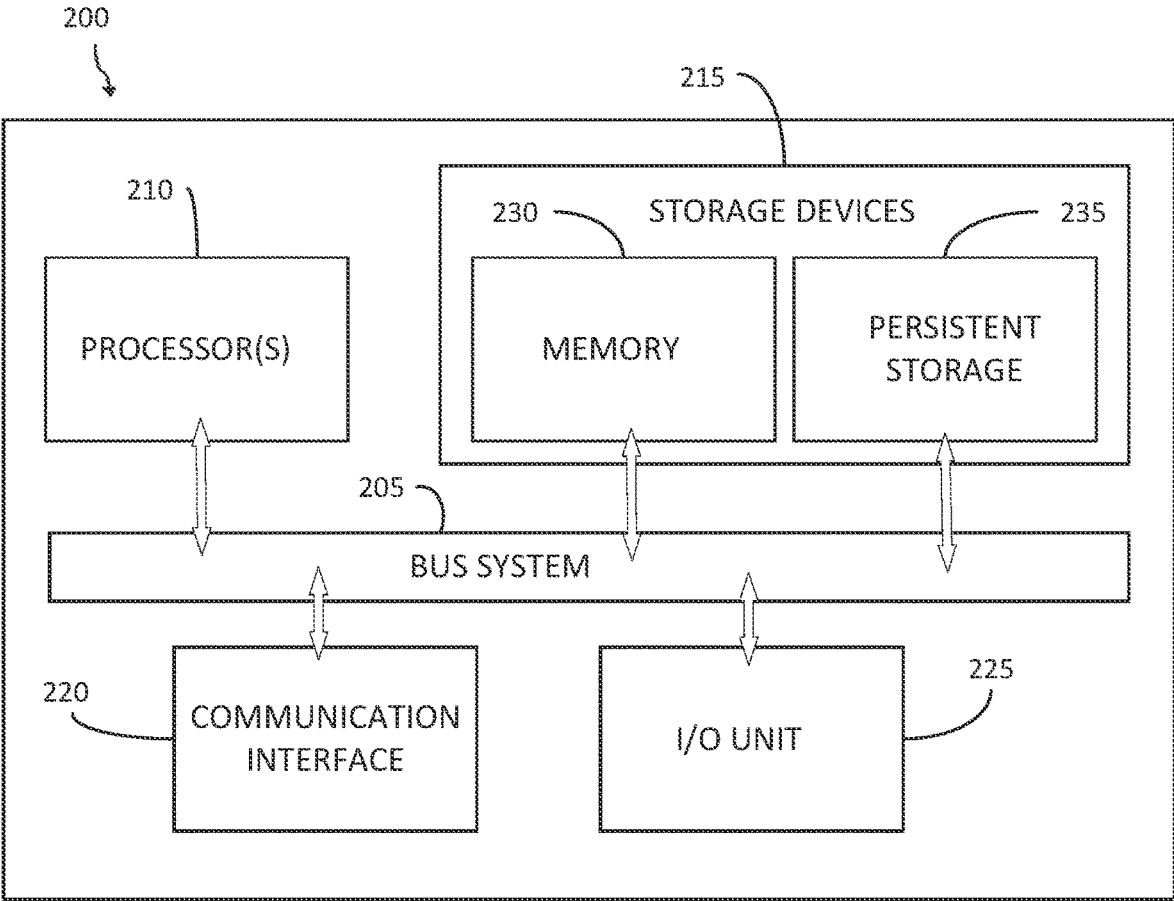 200
215
210
230
STORAGE DEVICES
235
PROCESSOR(S)
MEMORY
PERSISTENT
STORAGE
205
BUS SYSTEM
220
COMMUNICATION
INTERFACE
I/O UNIT
225